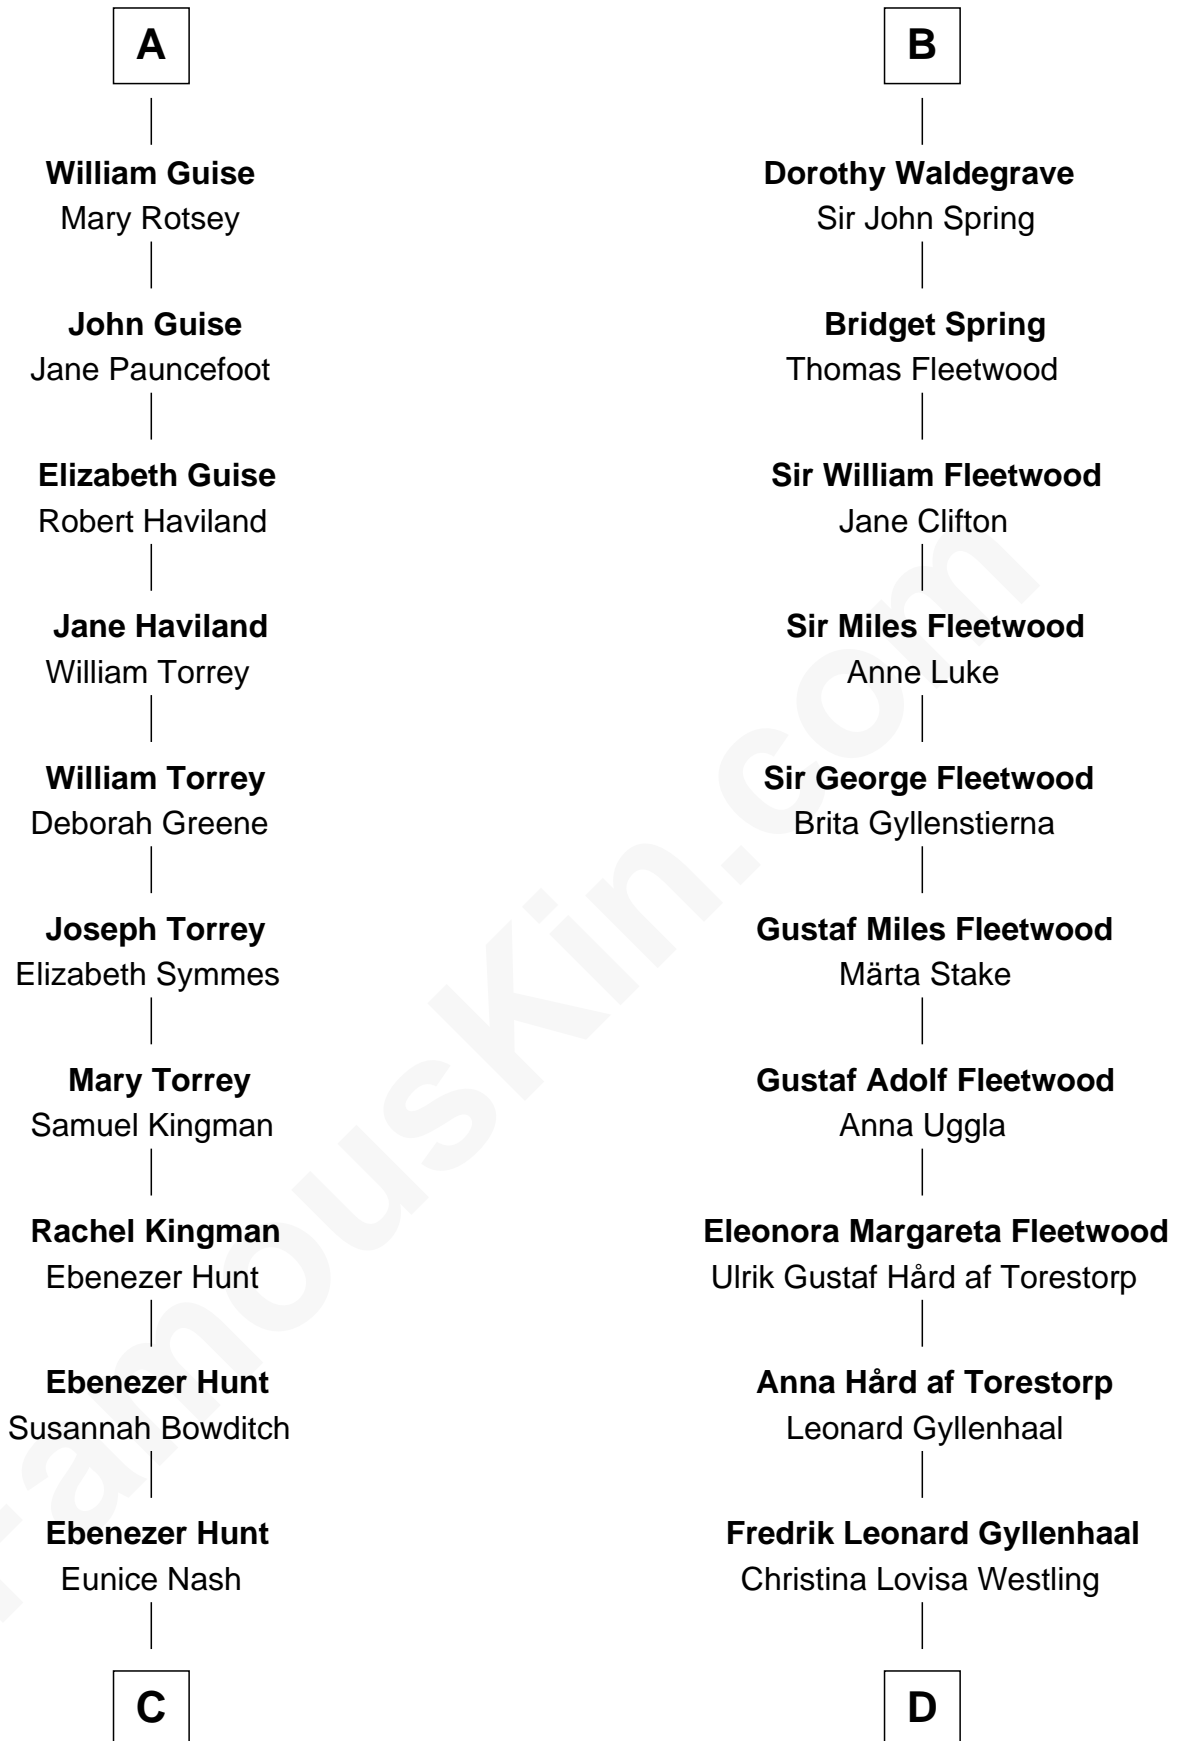 A
William Guise
Mary Rotsey
John Guise
Jane Pauncefoot
Elizabeth Guise
Robert Haviland
Jane Haviland
William Torrey
William Torrey
Deborah Greene
Joseph Torrey
Elizabeth Symmes
Mary Torrey
Samuel Kingman
Rachel Kingman
Ebenezer Hunt
Ebenezer Hunt
Susannah Bowditch
Ebenezer Hunt
Eunice Nash
C
B
Dorothy Waldegrave
Sir John Spring
Bridget Spring
Thomas Fleetwood
Sir William Fleetwood
Jane Clifton
Sir Miles Fleetwood
Anne Luke
Sir George Fleetwood
Brita Gyllenstierna
Gustaf Miles Fleetwood
Märta Stake
Gustaf Adolf Fleetwood
Anna Uggla
Eleonora Margareta Fleetwood
Ulrik Gustaf Hård af Torestorp
Anna Hård af Torestorp
Leonard Gyllenhaal
Fredrik Leonard Gyllenhaal
Christina Lovisa Westling
D
FamousKin.com